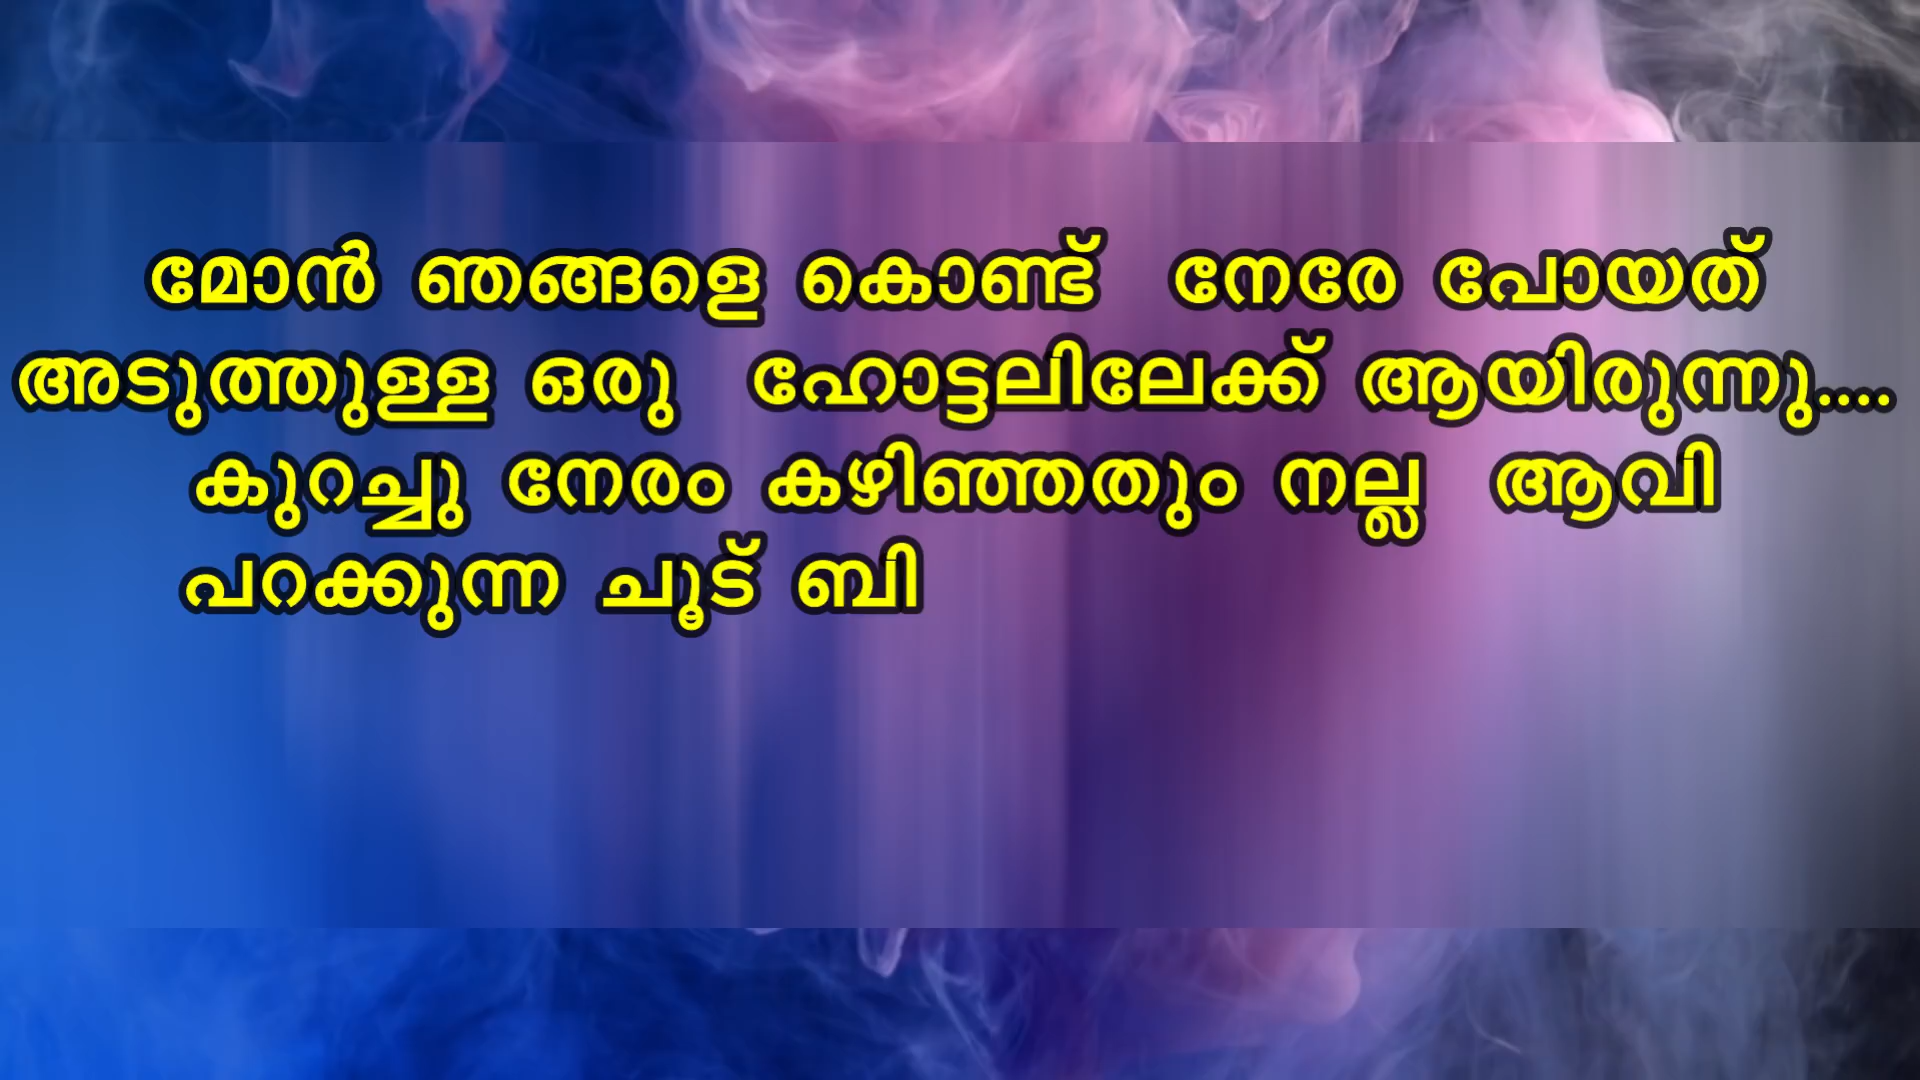 മോൻ ഞങ്ങളെ കൊണ്ട് നേരേ പോയത്
അടുത്തുള്ള ഒരു ഹോട്ടലിലേക്ക് ആയിരുന്നു....
കുറച്ചു നേരം കഴിഞ്ഞതും നല്ല ആവി
പറക്കുന്ന ചൂട് ബി